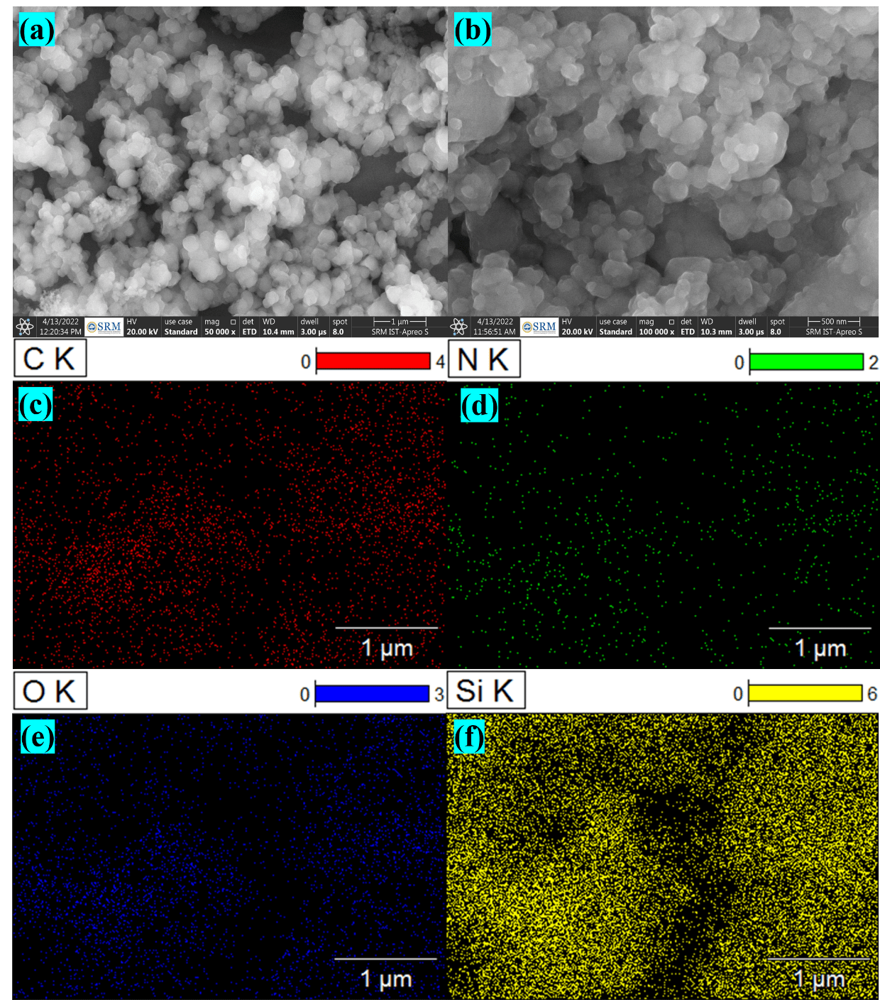 (a)
(b)
4/13/2022
12:20:34 PM
SRM
HV
20.00 kV
use case
Standard
mag
50 000 x
det
ETD
WD
10.4 mm
dwell
3.00 µs
spot
8.0
1 µm
SRM IST-Apreo S
4/13/2022
11:56:51 AM
SRM
HV
20.00 kV
use case
Standard
mag
100 000 x
det
ETD
WD
10.3 mm
dwell
3.00 µs
spot
8.0
500 nm
SRM IST-Apreo S
C K
0 4
N K
0 2
(c)
(d)
1 µm
1 µm
O K
0 3
Si K
0 6
(e)
(f)
1 µm
1 µm